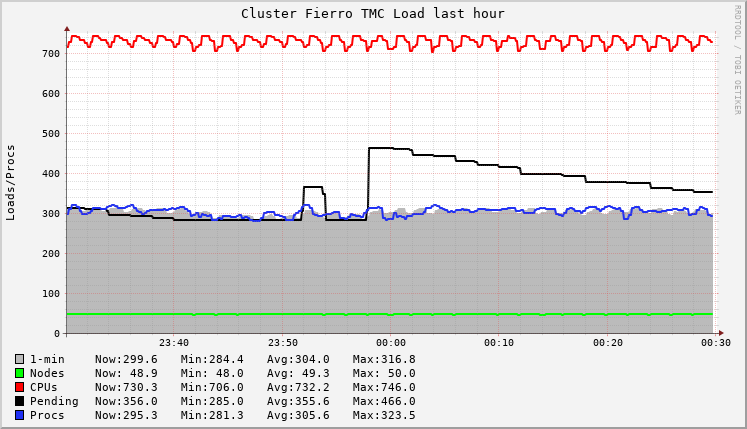 Cluster Fierro TMC Load last hour
RRDTOOL / TOBI OETIKER
Loads/Procs
700
600
500
400
300
200
100
0
23:40 23:50 00:00 00:10 00:20 00:30
1-min Now:299.6 Min:284.4 Avg:304.0 Max:316.8
Nodes Now: 48.9 Min: 48.0 Avg: 49.3 Max: 50.0
CPUs Now:730.3 Min:706.0 Avg:732.2 Max:746.0
Pending Now:356.0 Min:285.0 Avg:355.6 Max:466.0
Procs Now:295.3 Min:281.3 Avg:305.6 Max:323.5